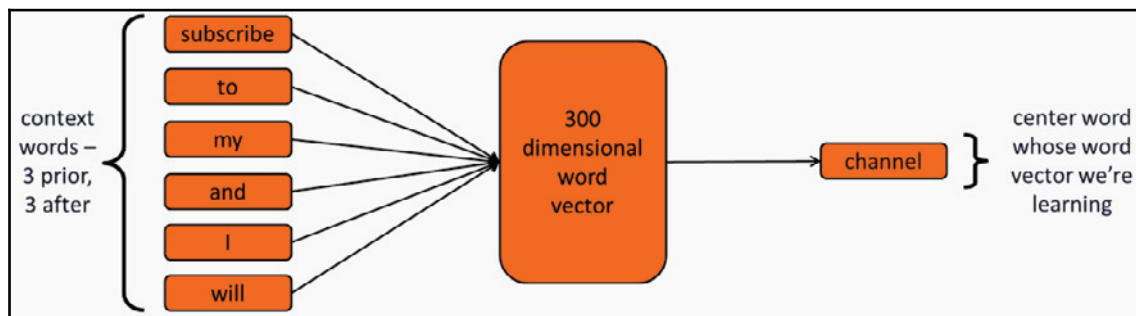 context
words –
3 prior,
3 after
subscribe
to
my
and
I
will
300
dimensional
word
vector
channel
center word
whose word
vector we're
learning